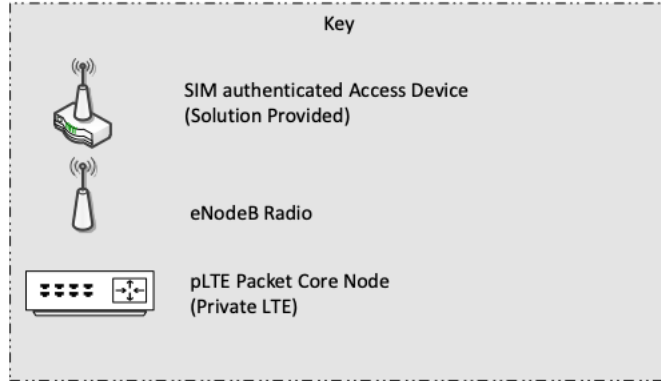 Key
SIM authenticated Access Device
(Solution Provided)
eNodeB Radio
pLTE Packet Core Node
(Private LTE)